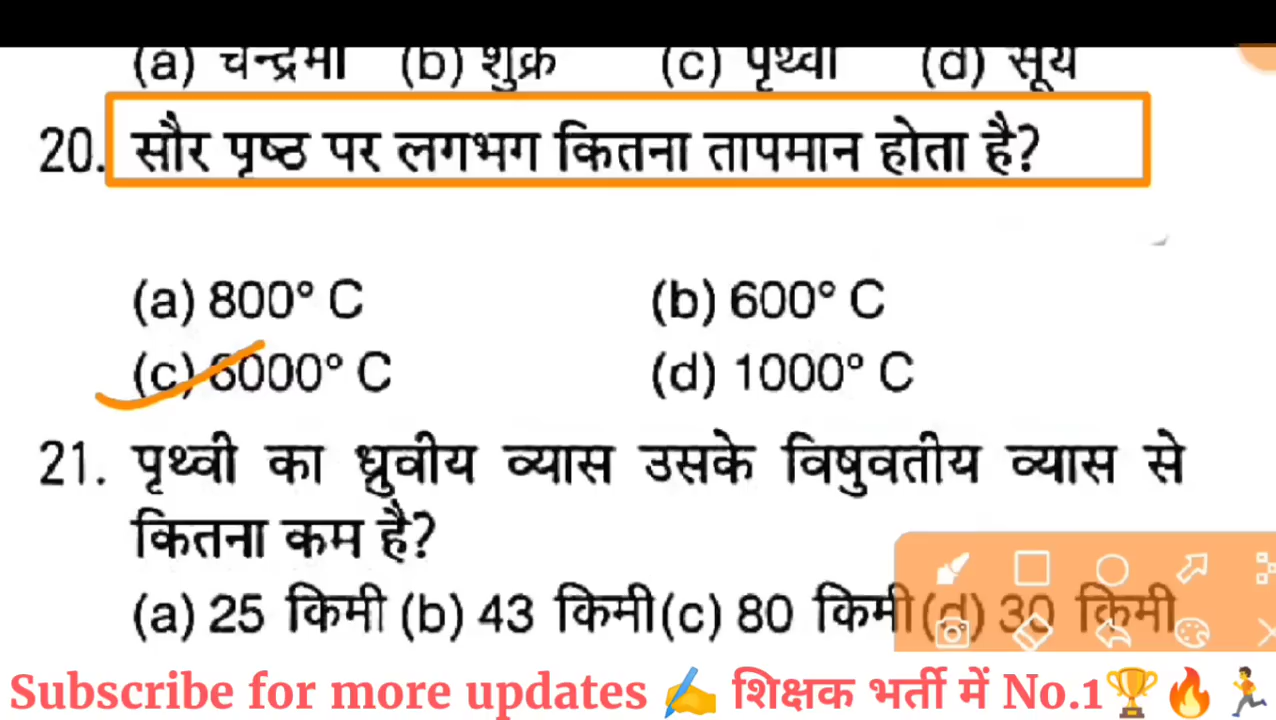 (a) चन्द्रमा (b) शुक्र (c) पृथ्वी (d) सूर्य
20. सौर पृष्ठ पर लगभग कितना तापमान होता है?
(a) 800° C (b) 600° C
(c) 6000° C (d) 1000° C
21. पृथ्वी का ध्रुवीय व्यास उसके विषुवतीय व्यास से
कितना कम है?
(a) 25 किमी (b) 43 किमी (c) 80 किमी (d) 30 किमी
Subscribe for more updates ✍️ शिक्षक भर्ती में No.1🏆🔥🏃